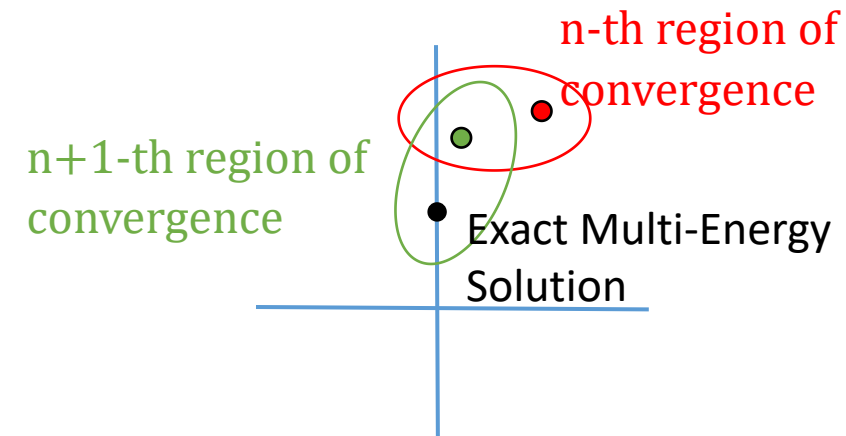 n-th region of
convergence
n+1-th region of
convergence
Exact Multi-Energy
Solution